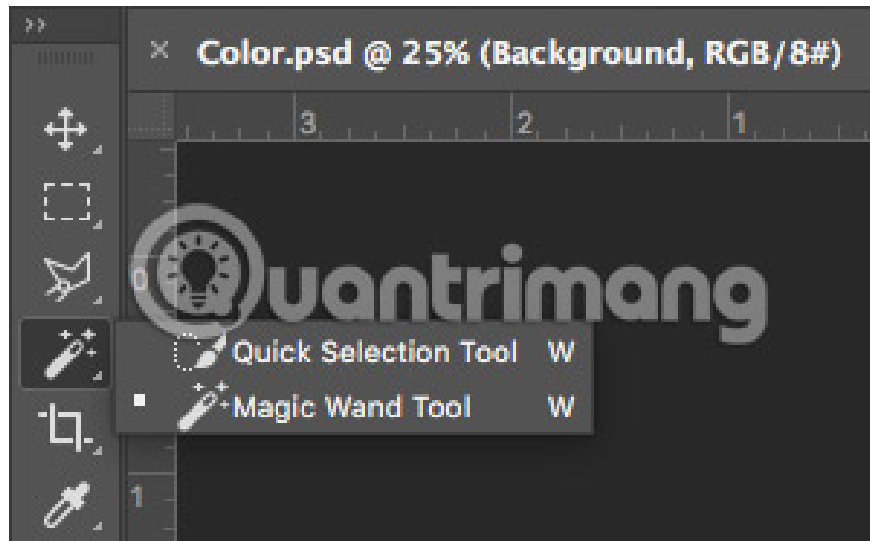 Color.psd @ 25% (Background, RGB/8#)
3 2 1
0
Quantrimang
Quick Selection Tool W
Magic Wand Tool W
1